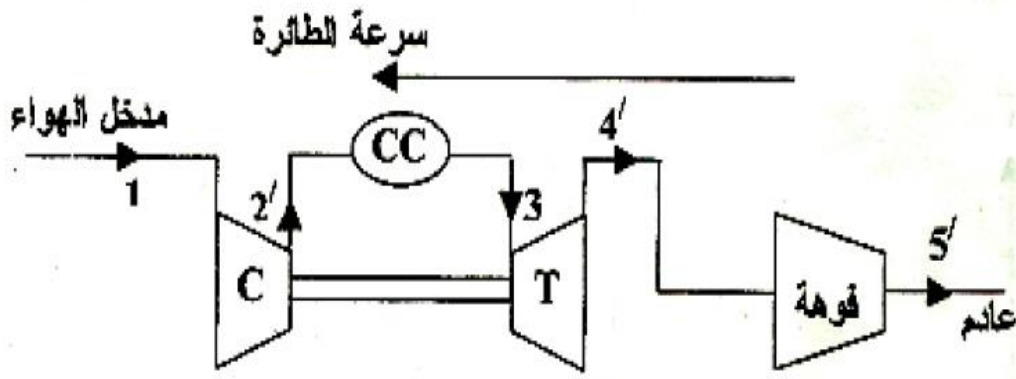 سرعة الطائرة
مدخل الهواء
1
2/
CC
3
4/
C
T
فوهة
5/
عادم